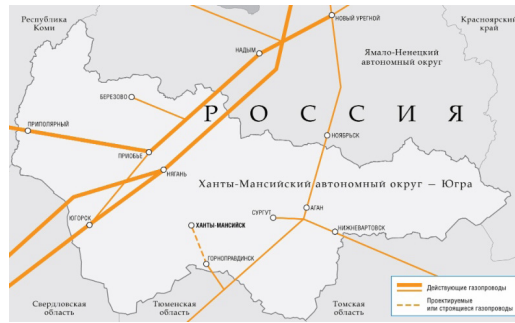 Республика
Коми
Красноярский
край
НОВЫЙ УРЕНГОЙ
НАДЫМ
Ямало-Ненецкий
автономный округ
БЕРЕЗОВО
РОССИЯ
ПРИПОЛЯРНЫЙ
НОЯБРЬСК
ПРИОБЬЕ
НЯГАНЬ
Ханты-Мансийский автономный округ – Югра
ЮГОРСК
ХАНТЫ-МАНСИЙСК
СУРГУТ
АГАН
НИЖНЕВАРТОВСК
ГОРНОПРАВДИНСК
Действующие газопроводы
Проектируемые
или строящиеся газопроводы
Свердловская
область
Тюменская
область
Томская
область